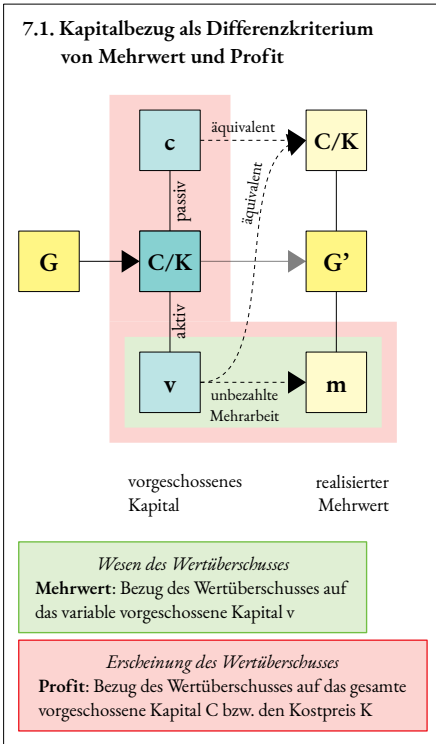 7.1. Kapitalbezug als Differenzkriterium
von Mehrwert und Profit
c
äquivalent
C/K
passiv
äquivalent
G
C/K
G’
aktiv
v
unbezahlte
Mehrarbeit
m
vorgeschossenes
Kapital
realisierter
Mehrwert
Wesen des Wertüberschusses
Mehrwert: Bezug des Wertüberschusses auf
das variable vorgeschossene Kapital v
Erscheinung des Wertüberschusses
Profit: Bezug des Wertüberschusses auf das gesamte
vorgeschossene Kapital C bzw. den Kostpreis K